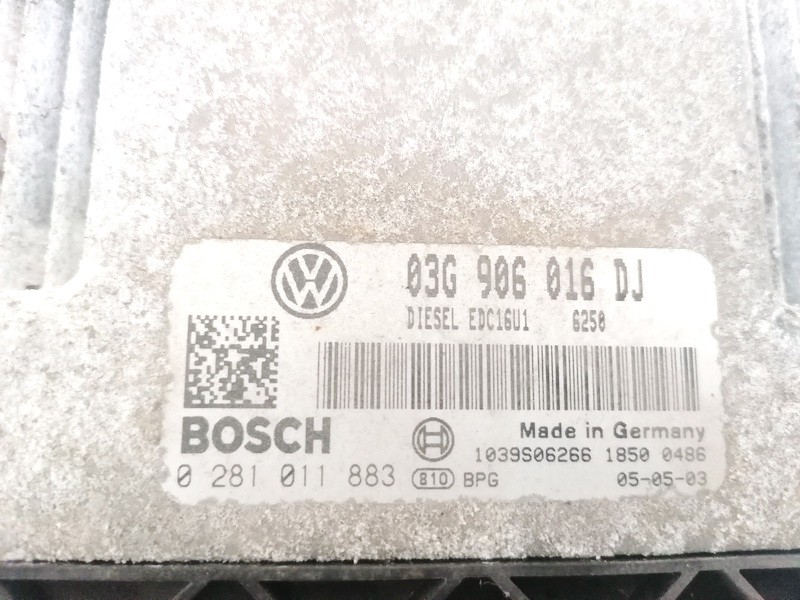 03G 906 016 DJ
DIESEL EDC16U1 6250
BOSCH
Made in Germany
1039S06266 1850 0486
0 281 011 883 810 BPG 05-05-03